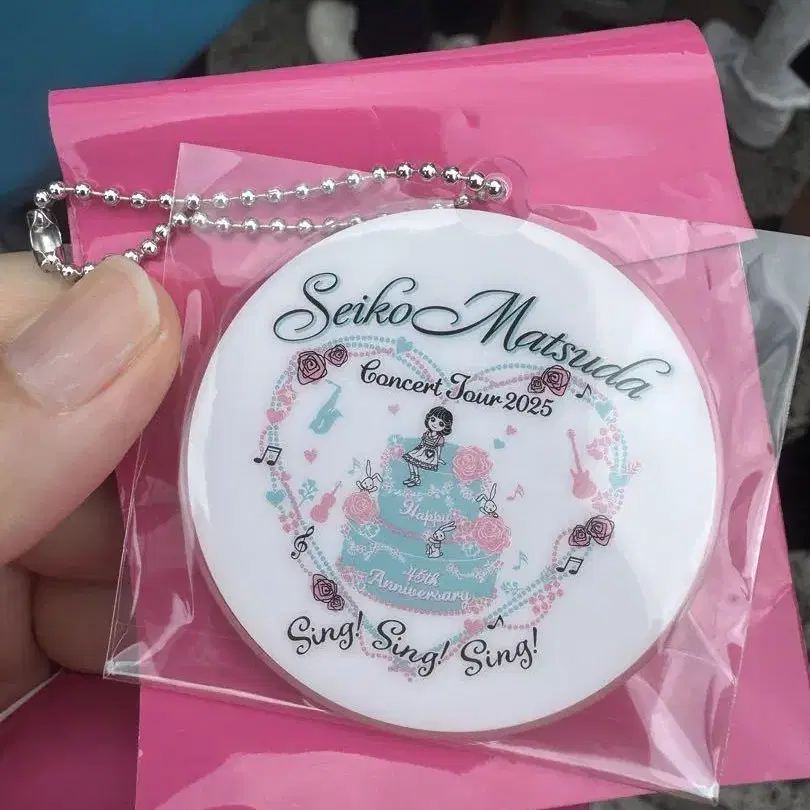 Seiko Matsuda
Concert Tour 2025
Happy
45th
Anniversary
Sing! Sing! Sing!